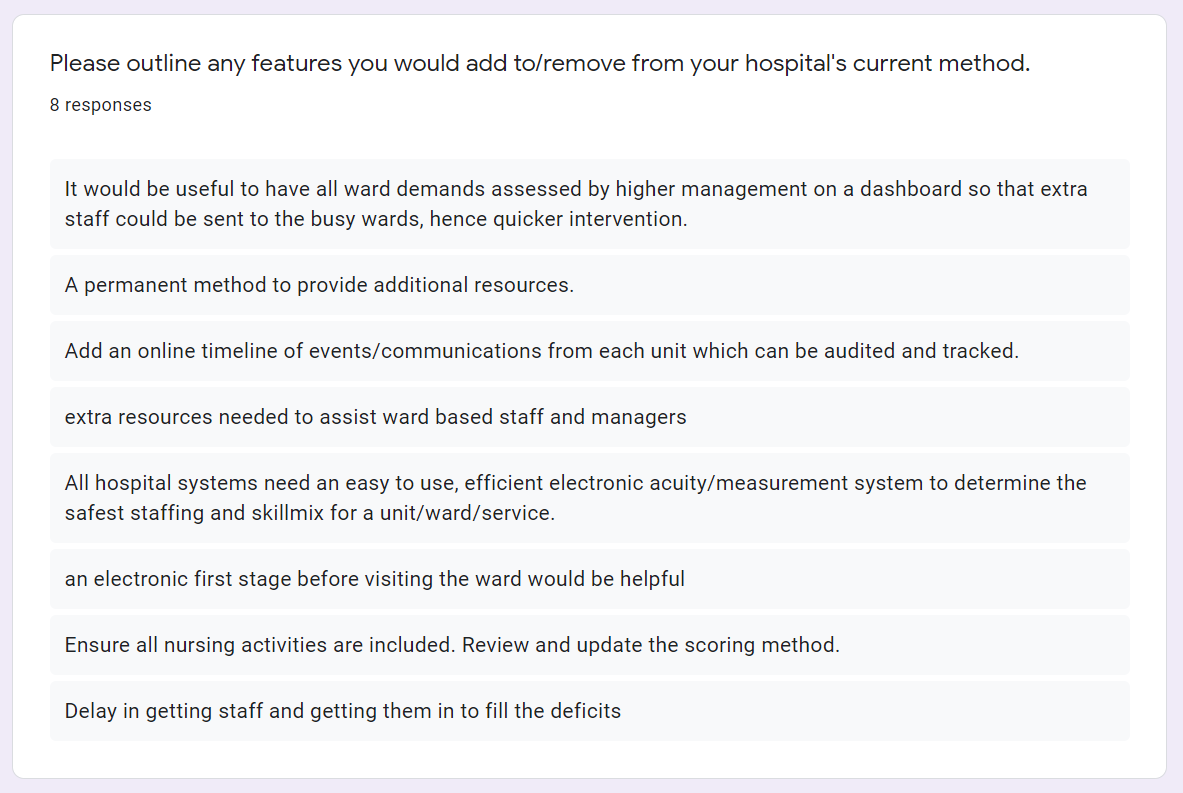 Please outline any features you would add to/remove from your hospital's current method.
8 responses
It would be useful to have all ward demands assessed by higher management on a dashboard so that extra
staff could be sent to the busy wards, hence quicker intervention.
A permanent method to provide additional resources.
Add an online timeline of events/communications from each unit which can be audited and tracked.
extra resources needed to assist ward based staff and managers
All hospital systems need an easy to use, efficient electronic acuity/measurement system to determine the
safest staffing and skillmix for a unit/ward/service.
an electronic first stage before visiting the ward would be helpful
Ensure all nursing activities are included. Review and update the scoring method.
Delay in getting staff and getting them in to fill the deficits